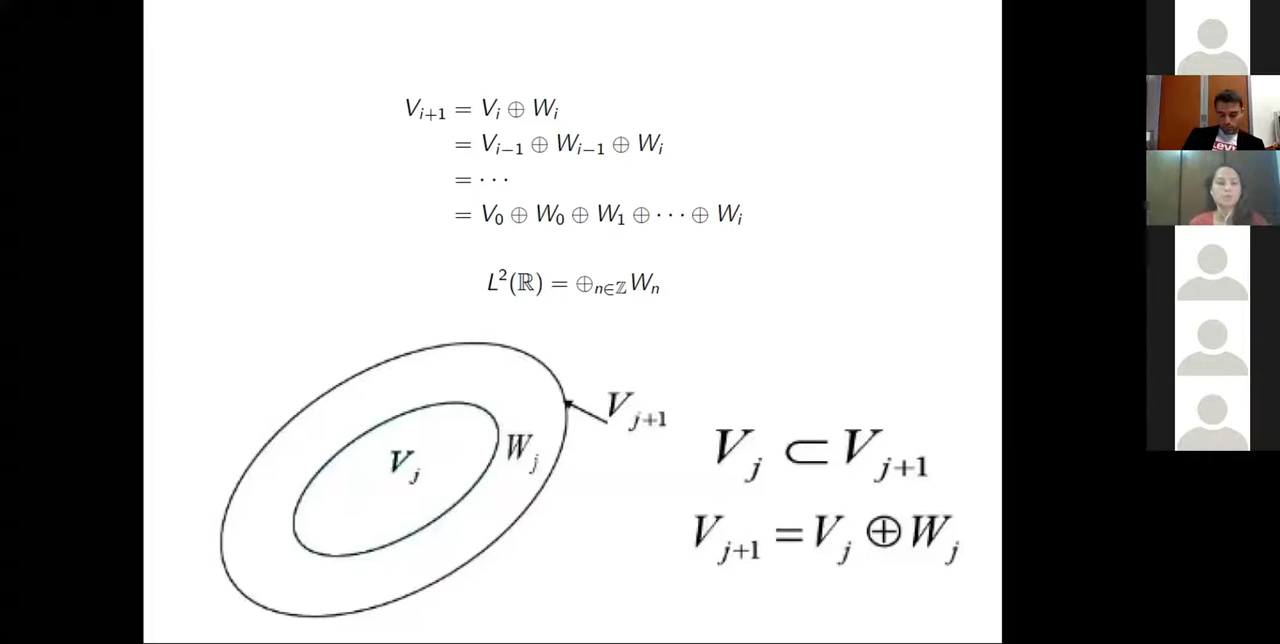 V_{i+1} = V_i ⊕ W_i
= V_{i−1} ⊕ W_{i−1} ⊕ W_i
= ⋯
= V_0 ⊕ W_0 ⊕ W_1 ⊕ ⋯ ⊕ W_i
L²(ℝ) = ⊕_{n∈ℤ} W_n
V_{j+1}
V_j
W_j
V_j ⊂ V_{j+1}
V_{j+1} = V_j ⊕ W_j